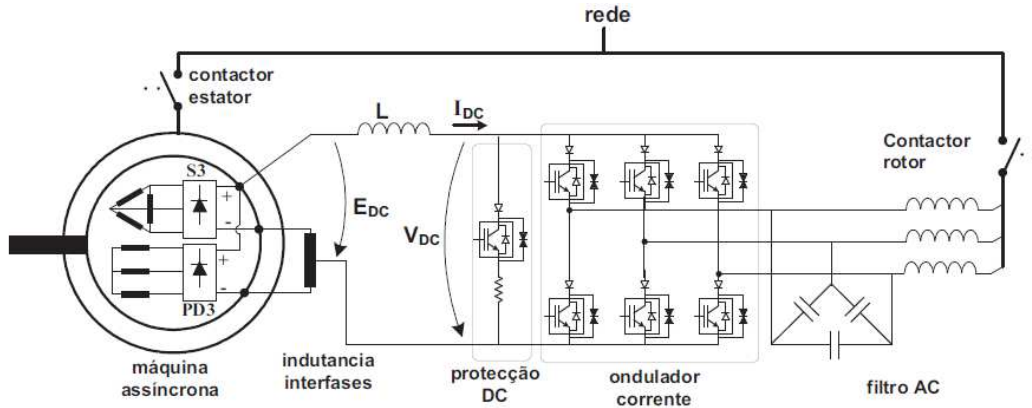 rede
contactor
estator
L
I_DC
Contactor
rotor
S3
+
-
E_DC
V_DC
+
-
PD3
máquina
assíncrona
indutancia
interfases
protecção
DC
ondulador
corrente
filtro AC